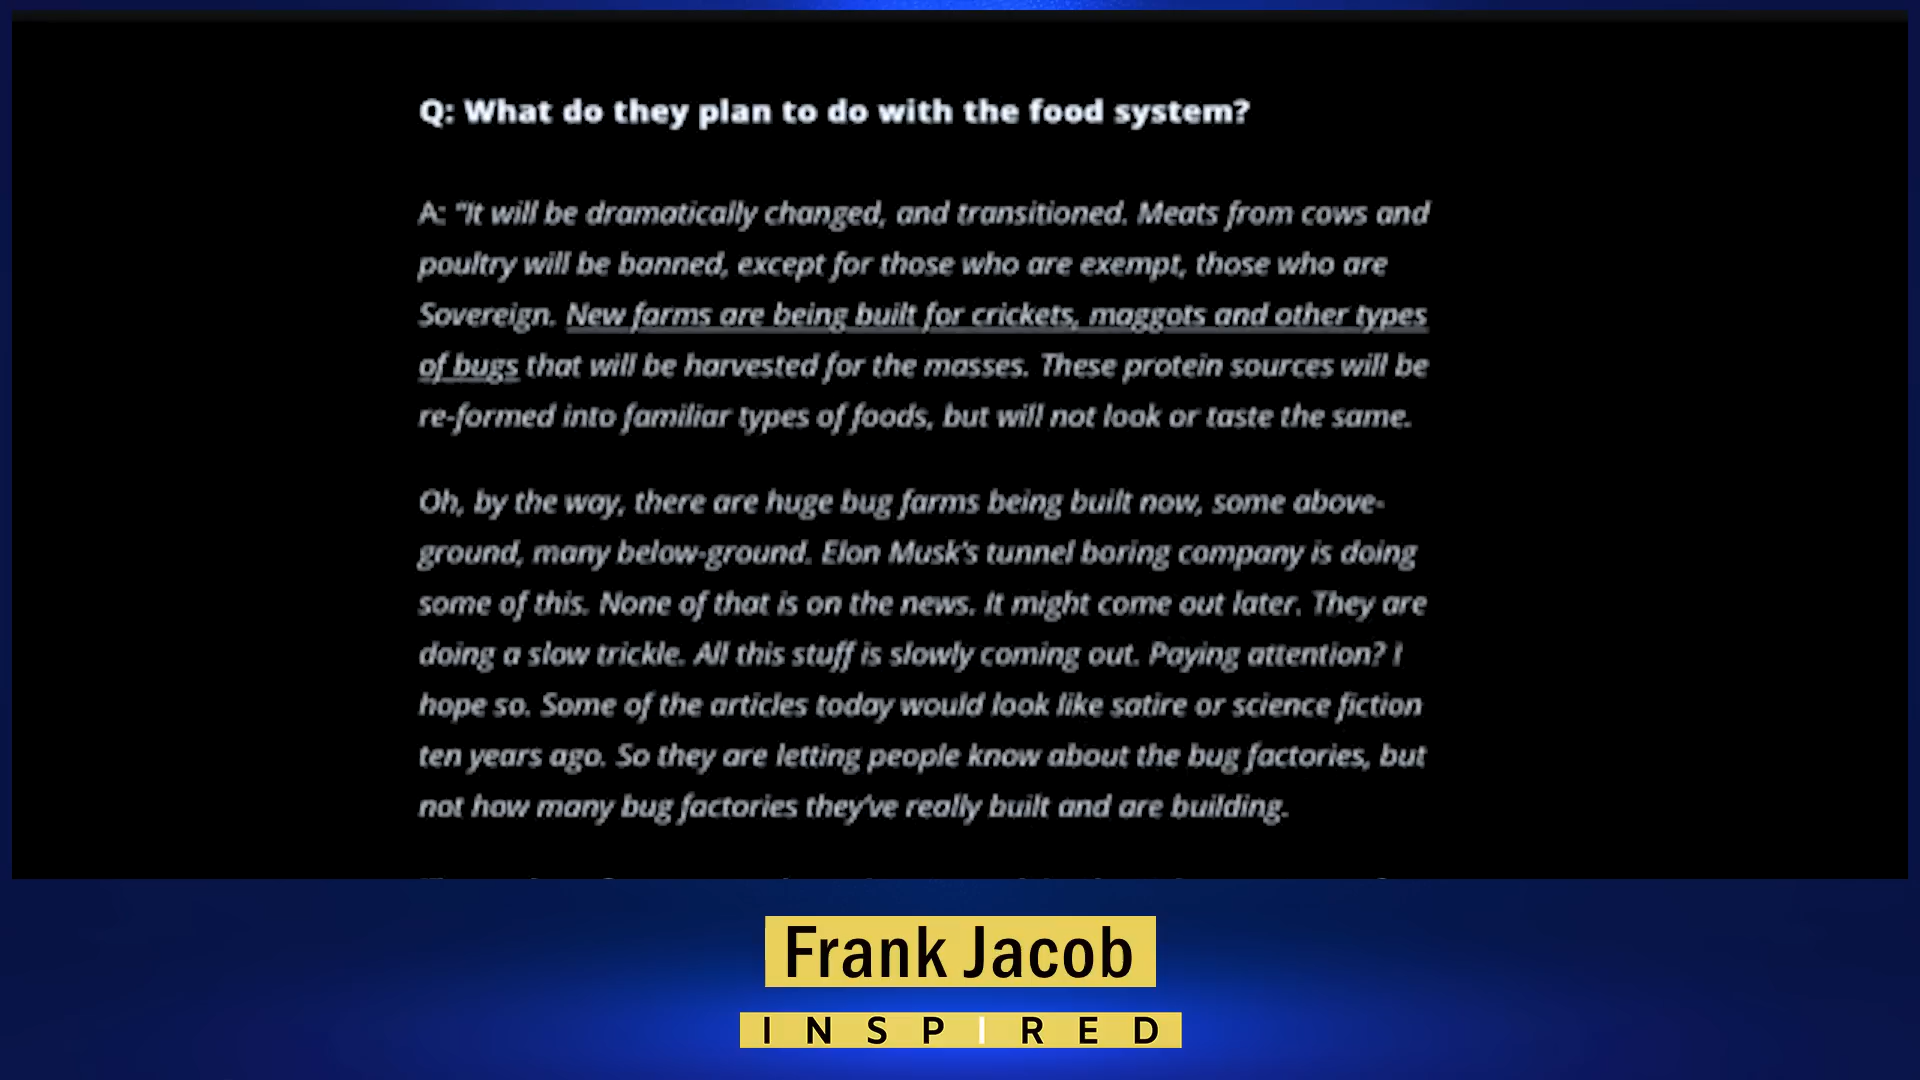 Q: What do they plan to do with the food system?
A: "It will be dramatically changed, and transitioned. Meats from cows and
poultry will be banned, except for those who are exempt, those who are
Sovereign. New farms are being built for crickets, maggots and other types
of bugs that will be harvested for the masses. These protein sources will be
re-formed into familiar types of foods, but will not look or taste the same.
Oh, by the way, there are huge bug farms being built now, some above-
ground, many below-ground. Elon Musk's tunnel boring company is doing
some of this. None of that is on the news. It might come out later. They are
doing a slow trickle. All this stuff is slowly coming out. Paying attention? I
hope so. Some of the articles today would look like satire or science fiction
ten years ago. So they are letting people know about the bug factories, but
not how many bug factories they've really built and are building.
Frank Jacob
INSPIRED